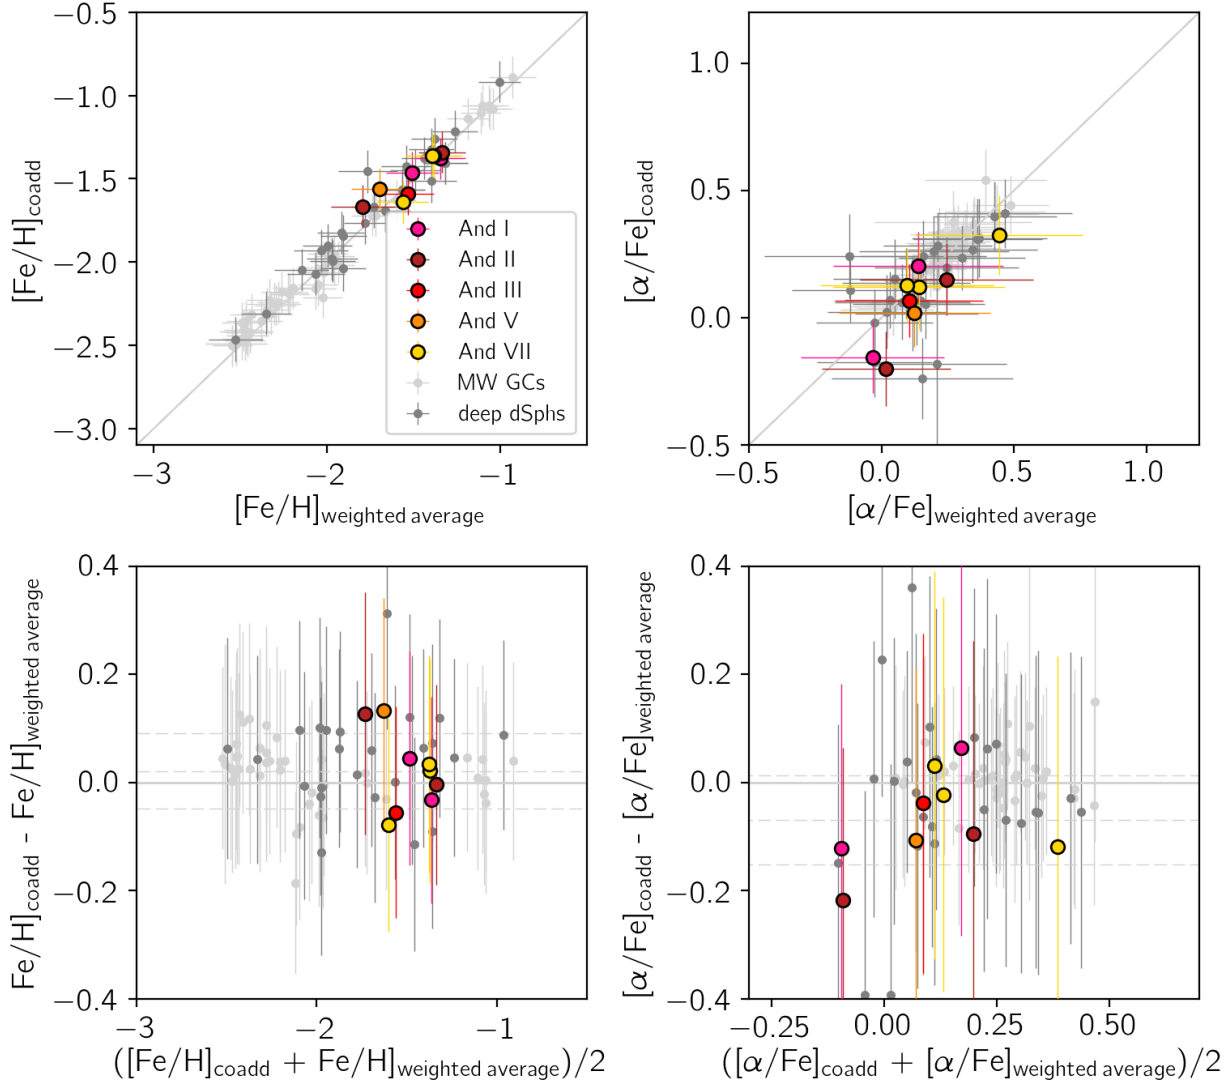 −0.5
−1.0
−1.5
−2.0
−2.5
−3.0
[Fe/H]coadd
−3
−2
−1
[Fe/H]weighted average
And I
And II
And III
And V
And VII
MW GCs
deep dSphs
1.0
0.5
0.0
−0.5
[α/Fe]coadd
−0.5
0.0
0.5
1.0
[α/Fe]weighted average
0.4
0.2
0.0
−0.2
−0.4
Fe/H]coadd - Fe/H]weighted average
−3
−2
−1
([Fe/H]coadd + Fe/H]weighted average)/2
0.4
0.2
0.0
−0.2
−0.4
[α/Fe]coadd - [α/Fe]weighted average
−0.25
0.00
0.25
0.50
([α/Fe]coadd + [α/Fe]weighted average)/2